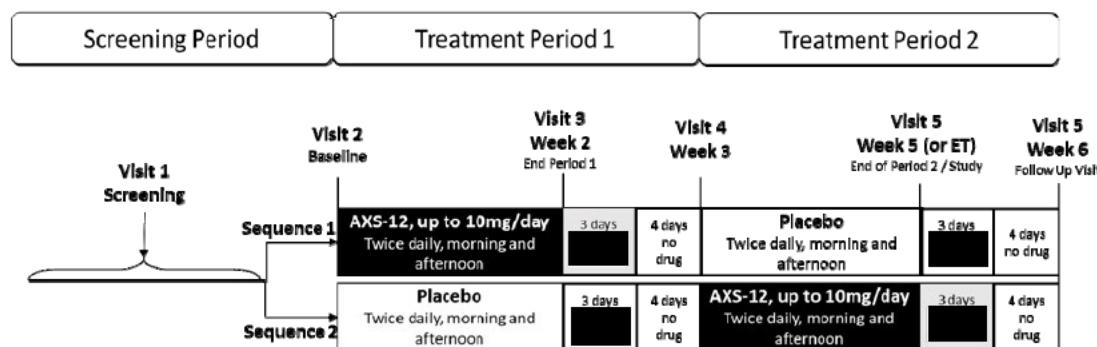 Screening Period
Treatment Period 1
Treatment Period 2
Visit 1
Screening
Visit 2
Baseline
Visit 3
Week 2
End Period 1
Visit 4
Week 3
Visit 5
Week 5 (or ET)
End of Period 2 / Study
Visit 5
Week 6
Follow Up Visit
Sequence 1
AXS-12, up to 10mg/day
Twice daily, morning and
afternoon
3 days
4 days
no
drug
Placebo
Twice daily, morning and
afternoon
3 days
4 days
no drug
Sequence 2
Placebo
Twice daily, morning and
afternoon
3 days
4 days
no
drug
AXS-12, up to 10mg/day
Twice daily, morning and
afternoon
3 days
4 days
no
drug